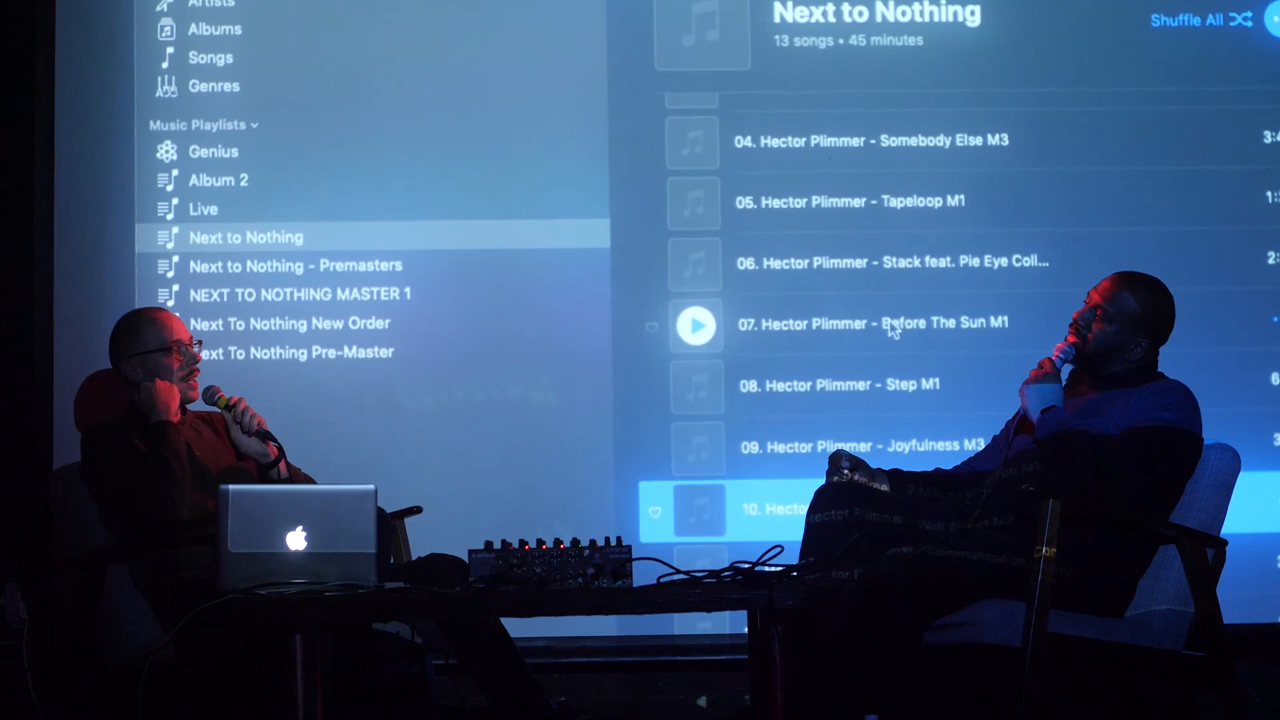 Artists
Albums
Songs
Genres
Music Playlists
Genius
Album 2
Live
Next to Nothing
Next to Nothing - Premasters
NEXT TO NOTHING MASTER 1
Next To Nothing New Order
ext To Nothing Pre-Master
Next to Nothing
13 songs • 45 minutes
Shuffle All
04. Hector Plimmer - Somebody Else M3
05. Hector Plimmer - Tapeloop M1
06. Hector Plimmer - Stack feat. Pie Eye Coll...
07. Hector Plimmer - Before The Sun M1
08. Hector Plimmer - Step M1
09. Hector Plimmer - Joyfulness M3
10. Hecto